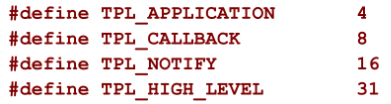 #define TPL_APPLICATION 4
#define TPL_CALLBACK 8
#define TPL_NOTIFY 16
#define TPL_HIGH_LEVEL 31